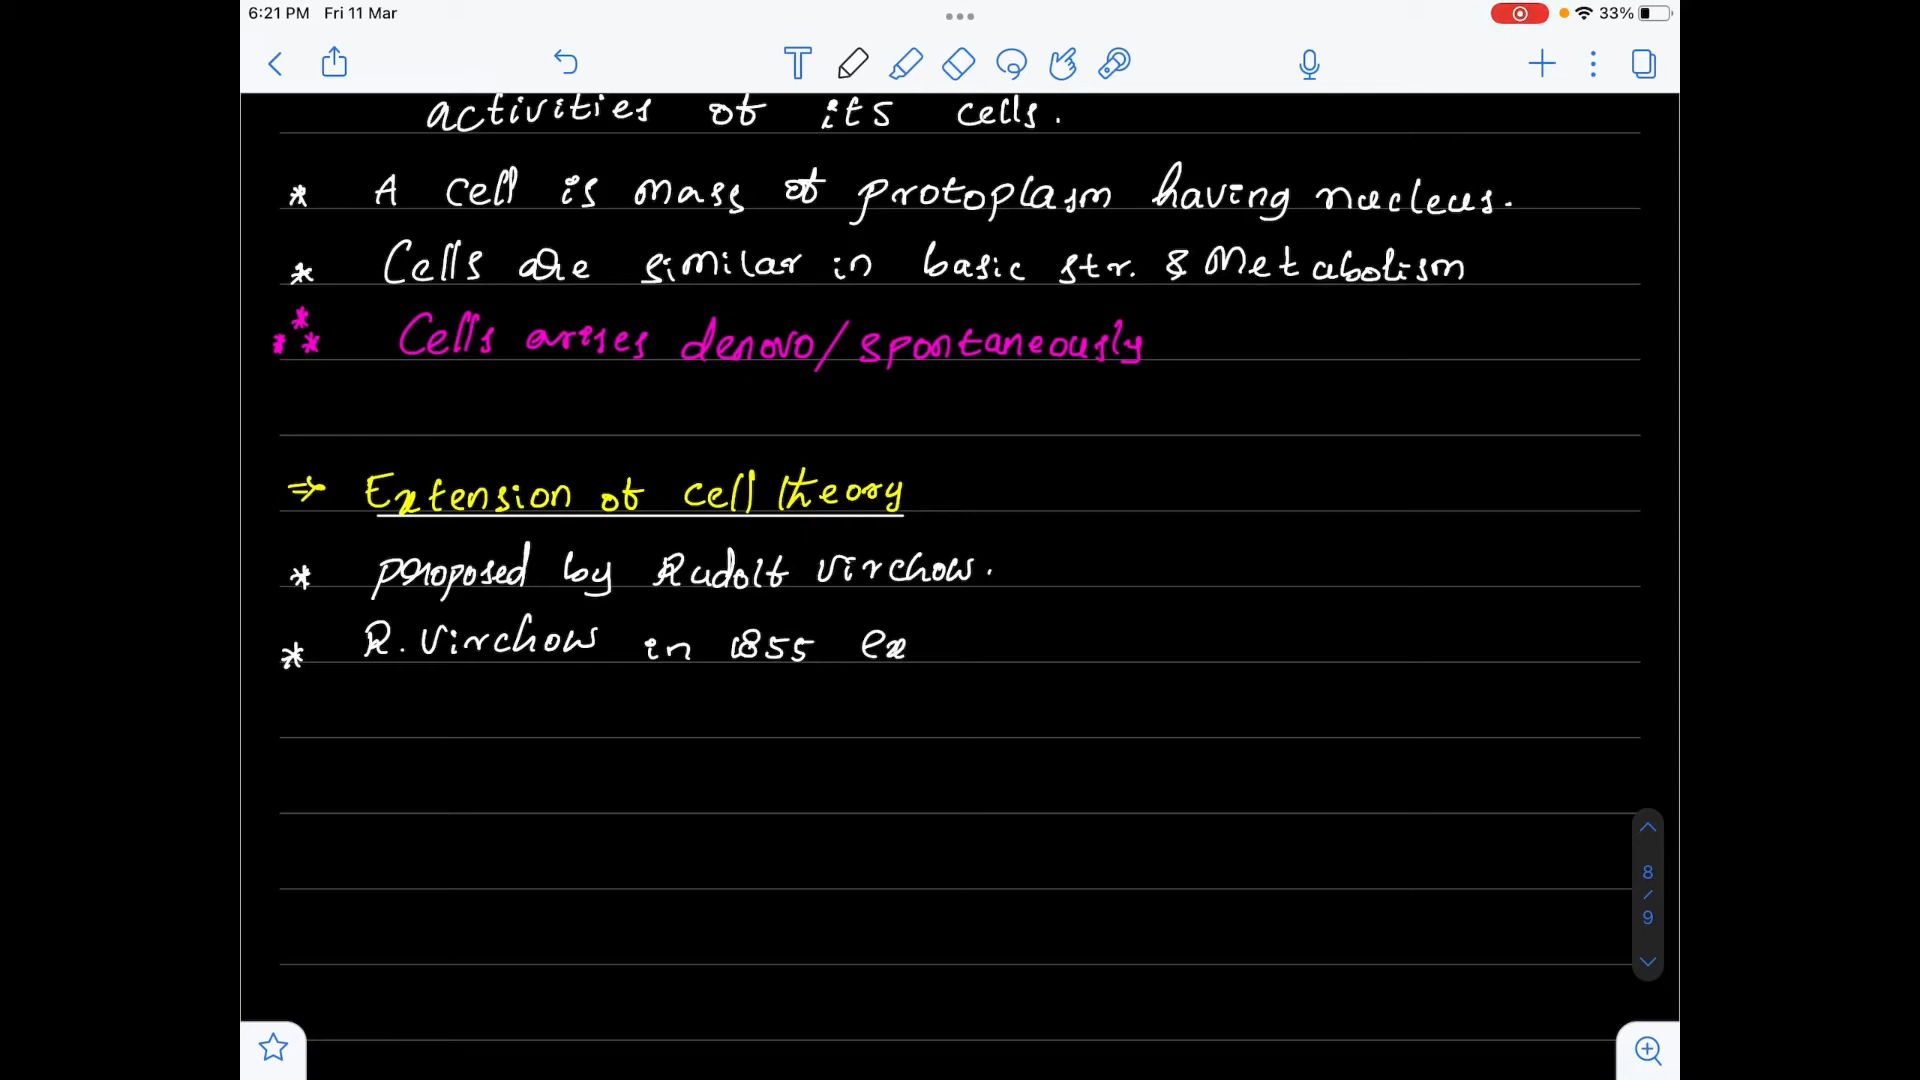 6:21 PM Fri 11 Mar
33%
activities of its cells.
* A cell is mass of protoplasm having nucleus.
* Cells are similar in basic str. & Metabolism
*** Cells arises denovo/spontaneously
⇒ Extension of cell theory
* proposed by Rudolf Virchow.
* R. Virchow in 1855 ex
8
/
9